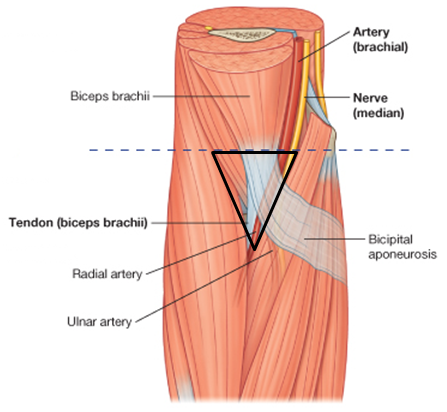 Artery
(brachial)
Biceps brachii
Nerve
(median)
Tendon (biceps brachii)
Bicipital
aponeurosis
Radial artery
Ulnar artery